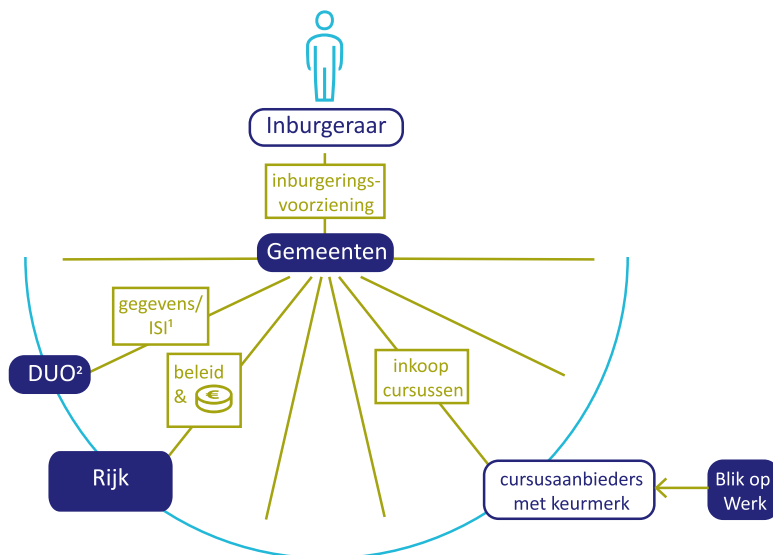 Inburgeraar
inburgerings-
voorziening
Gemeenten
gegevens/
ISI¹
DUO²
beleid
& €
inkoop
cursussen
Rijk
cursusaanbieders
met keurmerk
Blik op
Werk